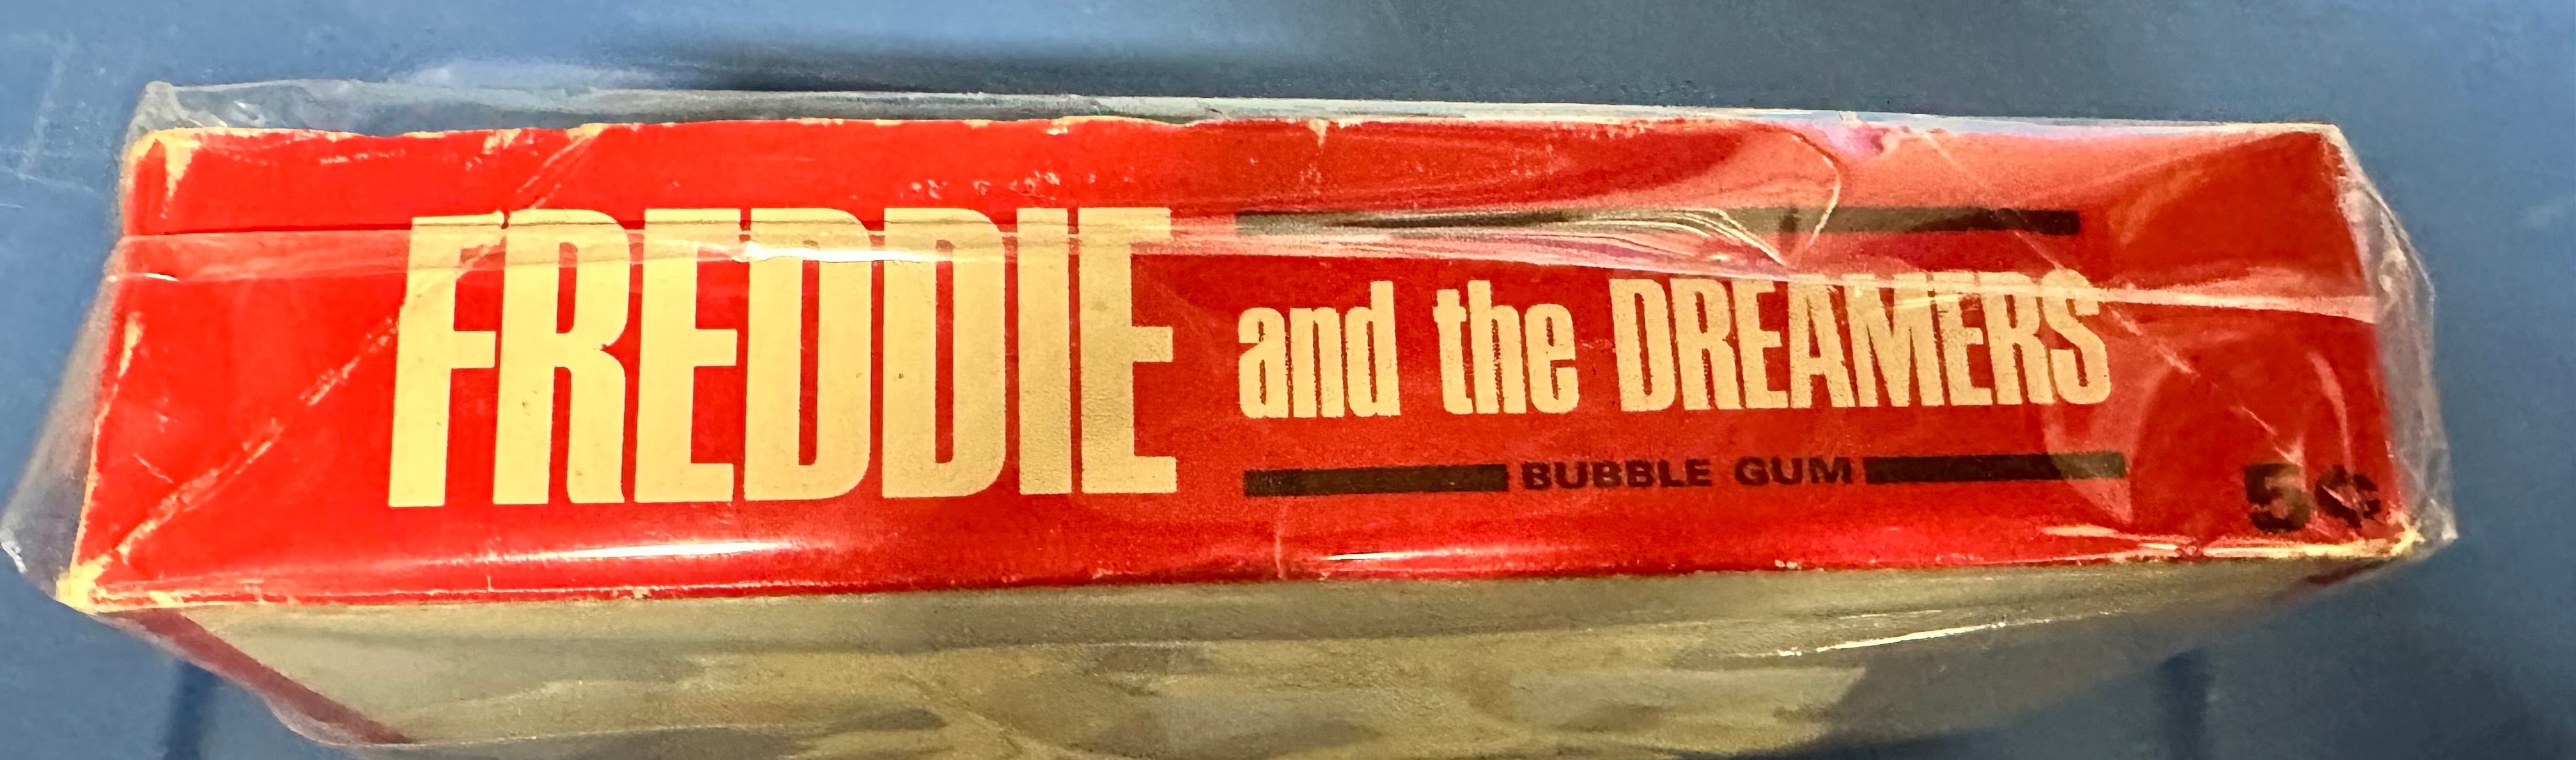 FREDDIE and the DREAMERS
BUBBLE GUM
5¢